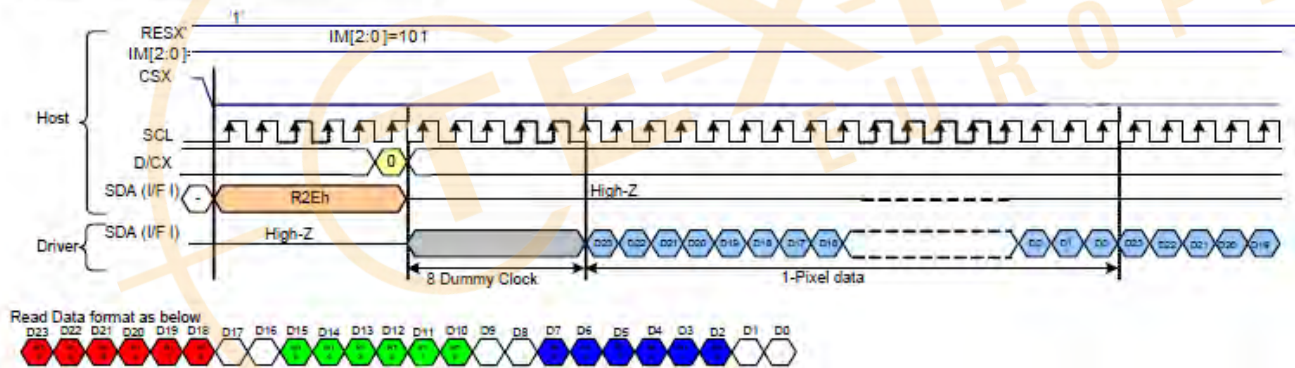 '1'
RESX'
IM[2:0]=101
IM[2:0]:
CSX
Host
SCL
D/CX
0
SDA (I/F I)
-
R2Eh
High-Z
Driver
SDA (I/F I)
High-Z
D23 D22 D21 D20 D19 D18 D17 D16 D2 D1 D0 D23 D22 D21 D20 D19
8 Dummy Clock
1-Pixel data
Read Data format as below
D23 D22 D21 D20 D19 D18 D17 D16 D15 D14 D13 D12 D11 D10 D9 D8 D7 D6 D5 D4 D3 D2 D1 D0